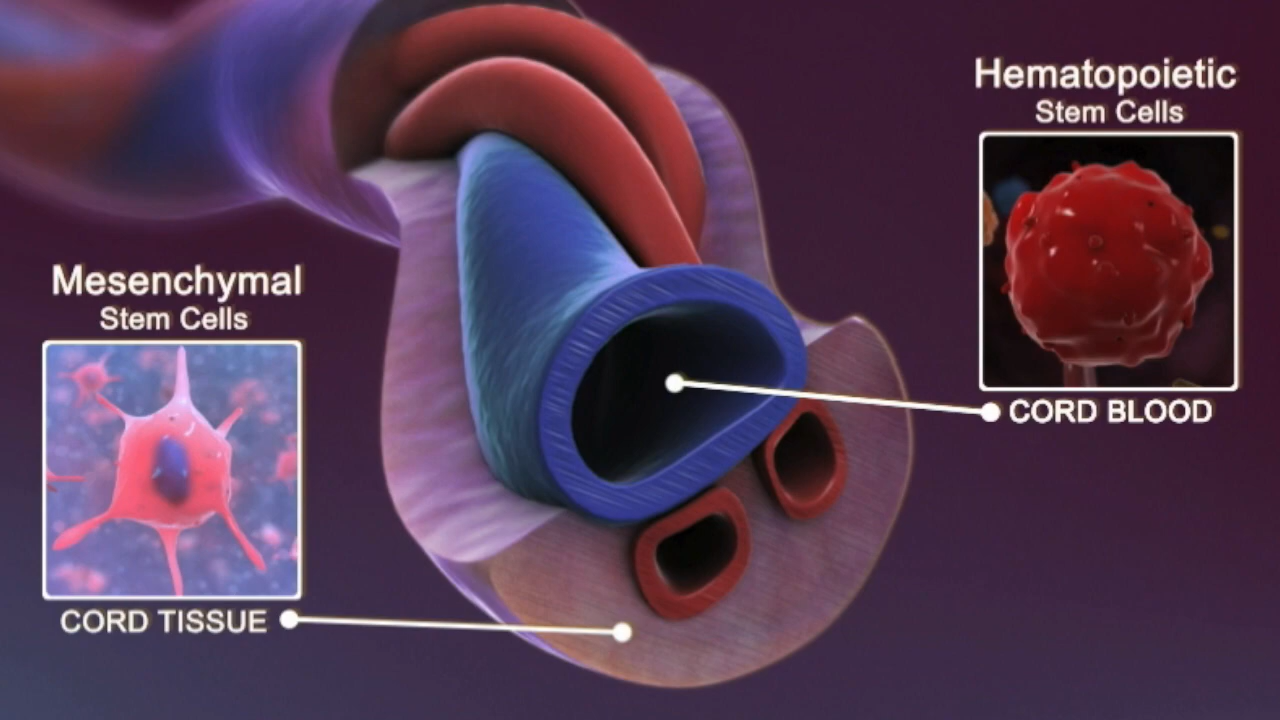 Hematopoietic
Stem Cells
CORD BLOOD
Mesenchymal
Stem Cells
CORD TISSUE